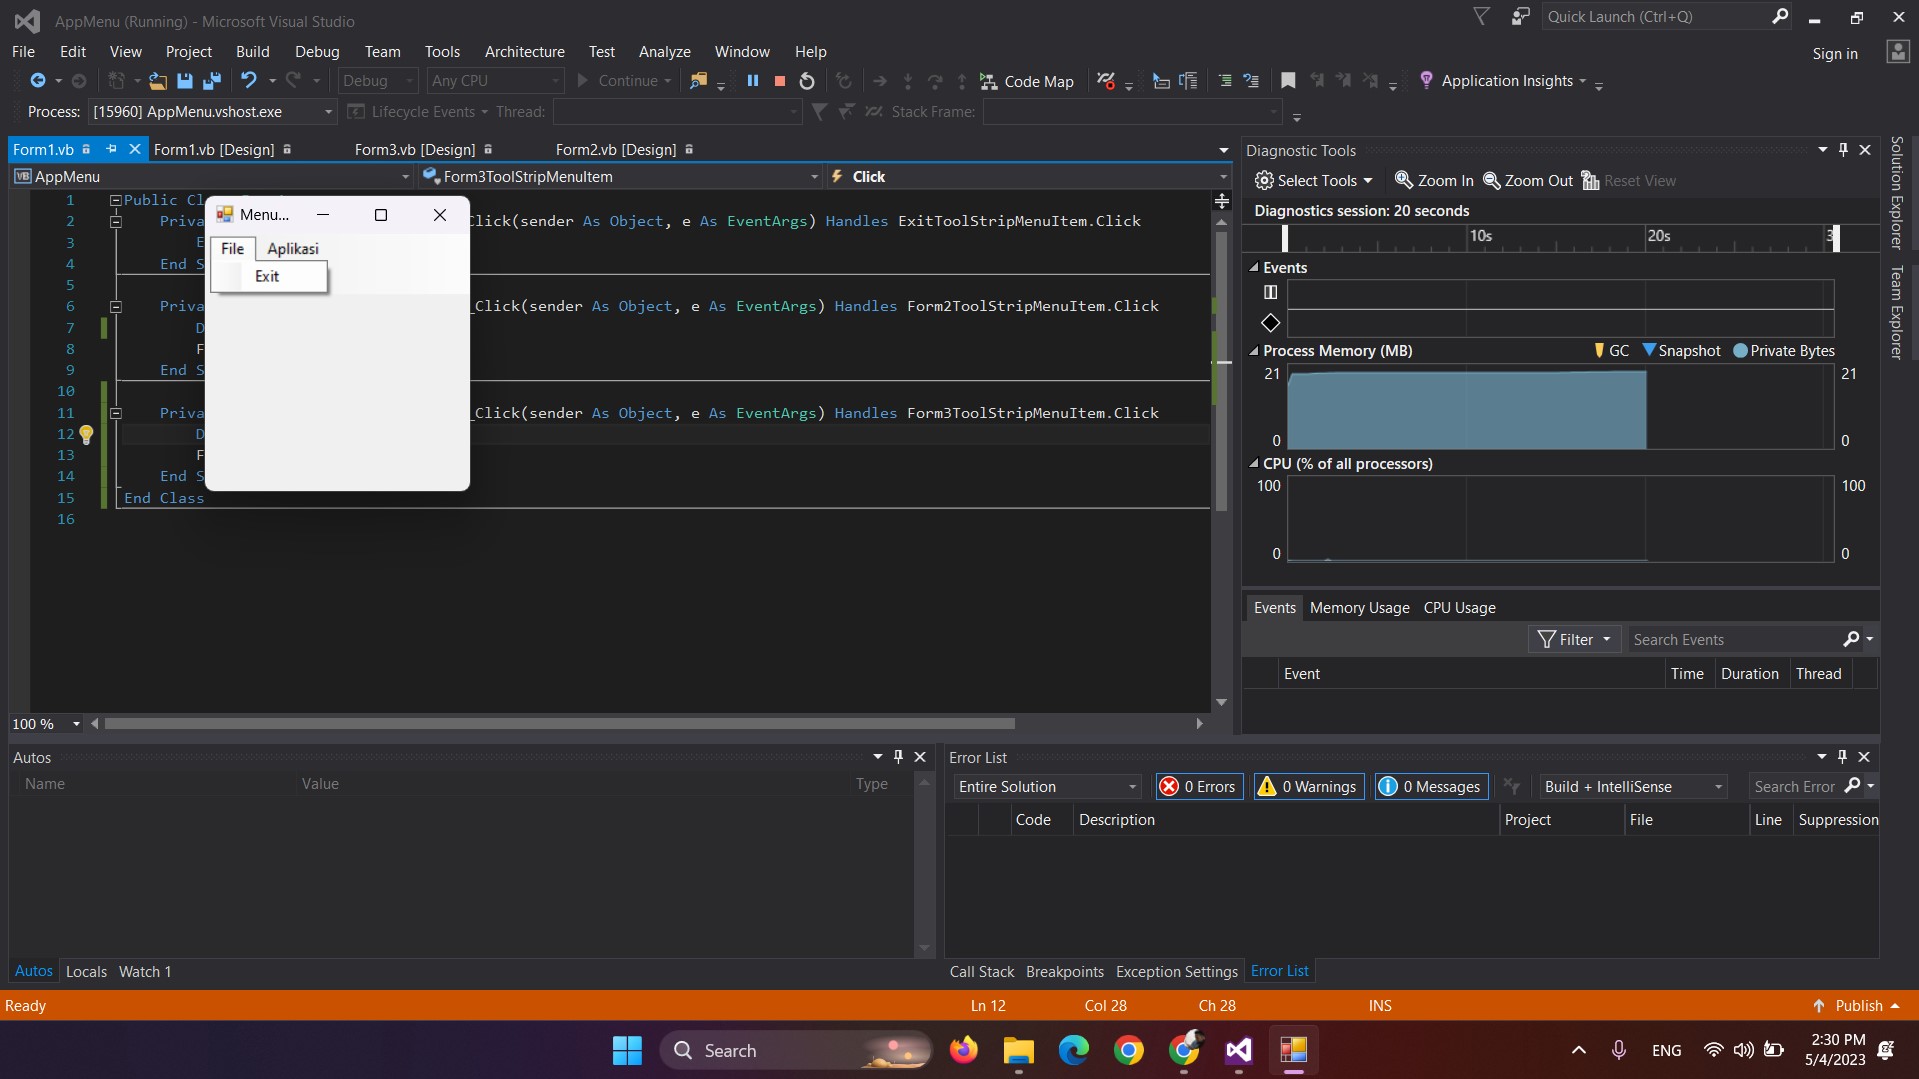 AppMenu (Running) - Microsoft Visual Studio
Quick Launch (Ctrl+Q)
File Edit View Project Build Debug Team Tools Architecture Test Analyze Window Help
Sign in
Debug Any CPU Continue Code Map Application Insights
Process: [15960] AppMenu.vshost.exe Lifecycle Events Thread: Stack Frame:
Form1.vb Form1.vb [Design] Form3.vb [Design] Form2.vb [Design]
VB AppMenu Form3ToolStripMenuItem Click
1 Public Cl
2 Priva Click(sender As Object, e As EventArgs) Handles ExitToolStripMenuItem.Click
3 E
4 End S
5
6 Priva _Click(sender As Object, e As EventArgs) Handles Form2ToolStripMenuItem.Click
7 D
8 F
9 End S
10
11 Priva _Click(sender As Object, e As EventArgs) Handles Form3ToolStripMenuItem.Click
12 D
13 F
14 End S
15 End Class
16
Menu...
File Aplikasi
Exit
100 %
Diagnostic Tools
Select Tools Zoom In Zoom Out Reset View
Diagnostics session: 20 seconds
10s 20s 3
Events
Process Memory (MB) GC Snapshot Private Bytes
21 21
0 0
CPU (% of all processors)
100 100
0 0
Events Memory Usage CPU Usage
Filter Search Events
Event Time Duration Thread
Solution Explorer
Team Explorer
Autos
Name Value Type
Autos Locals Watch 1
Error List
Entire Solution 0 Errors 0 Warnings 0 Messages Build + IntelliSense Search Error
Code Description Project File Line Suppression
Call Stack Breakpoints Exception Settings Error List
Ready Ln 12 Col 28 Ch 28 INS Publish
Search
ENG
2:30 PM
5/4/2023